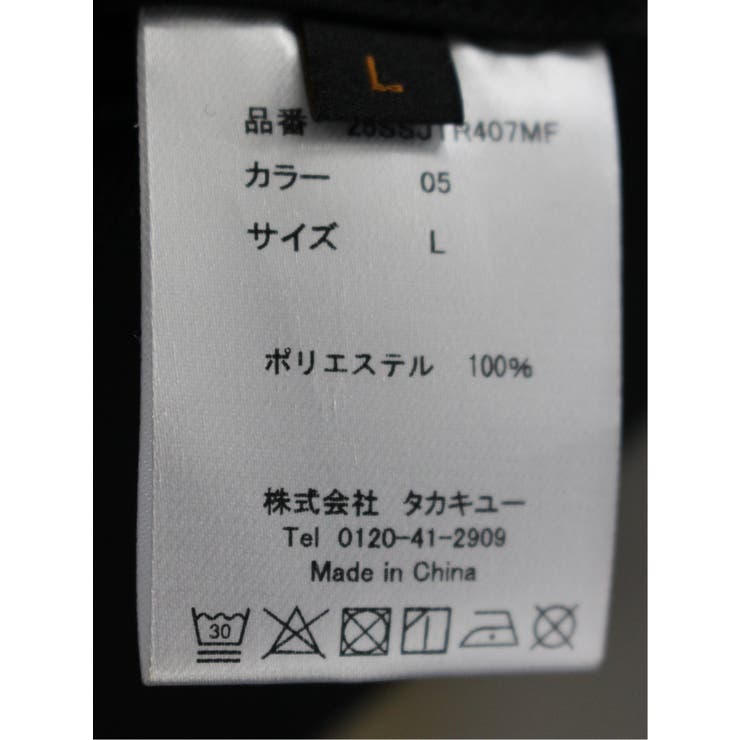 L
品番
カラー 05
サイズ L
ポリエステル 100%
株式会社 タカキユー
Tel 0120-41-2909
Made in China
30